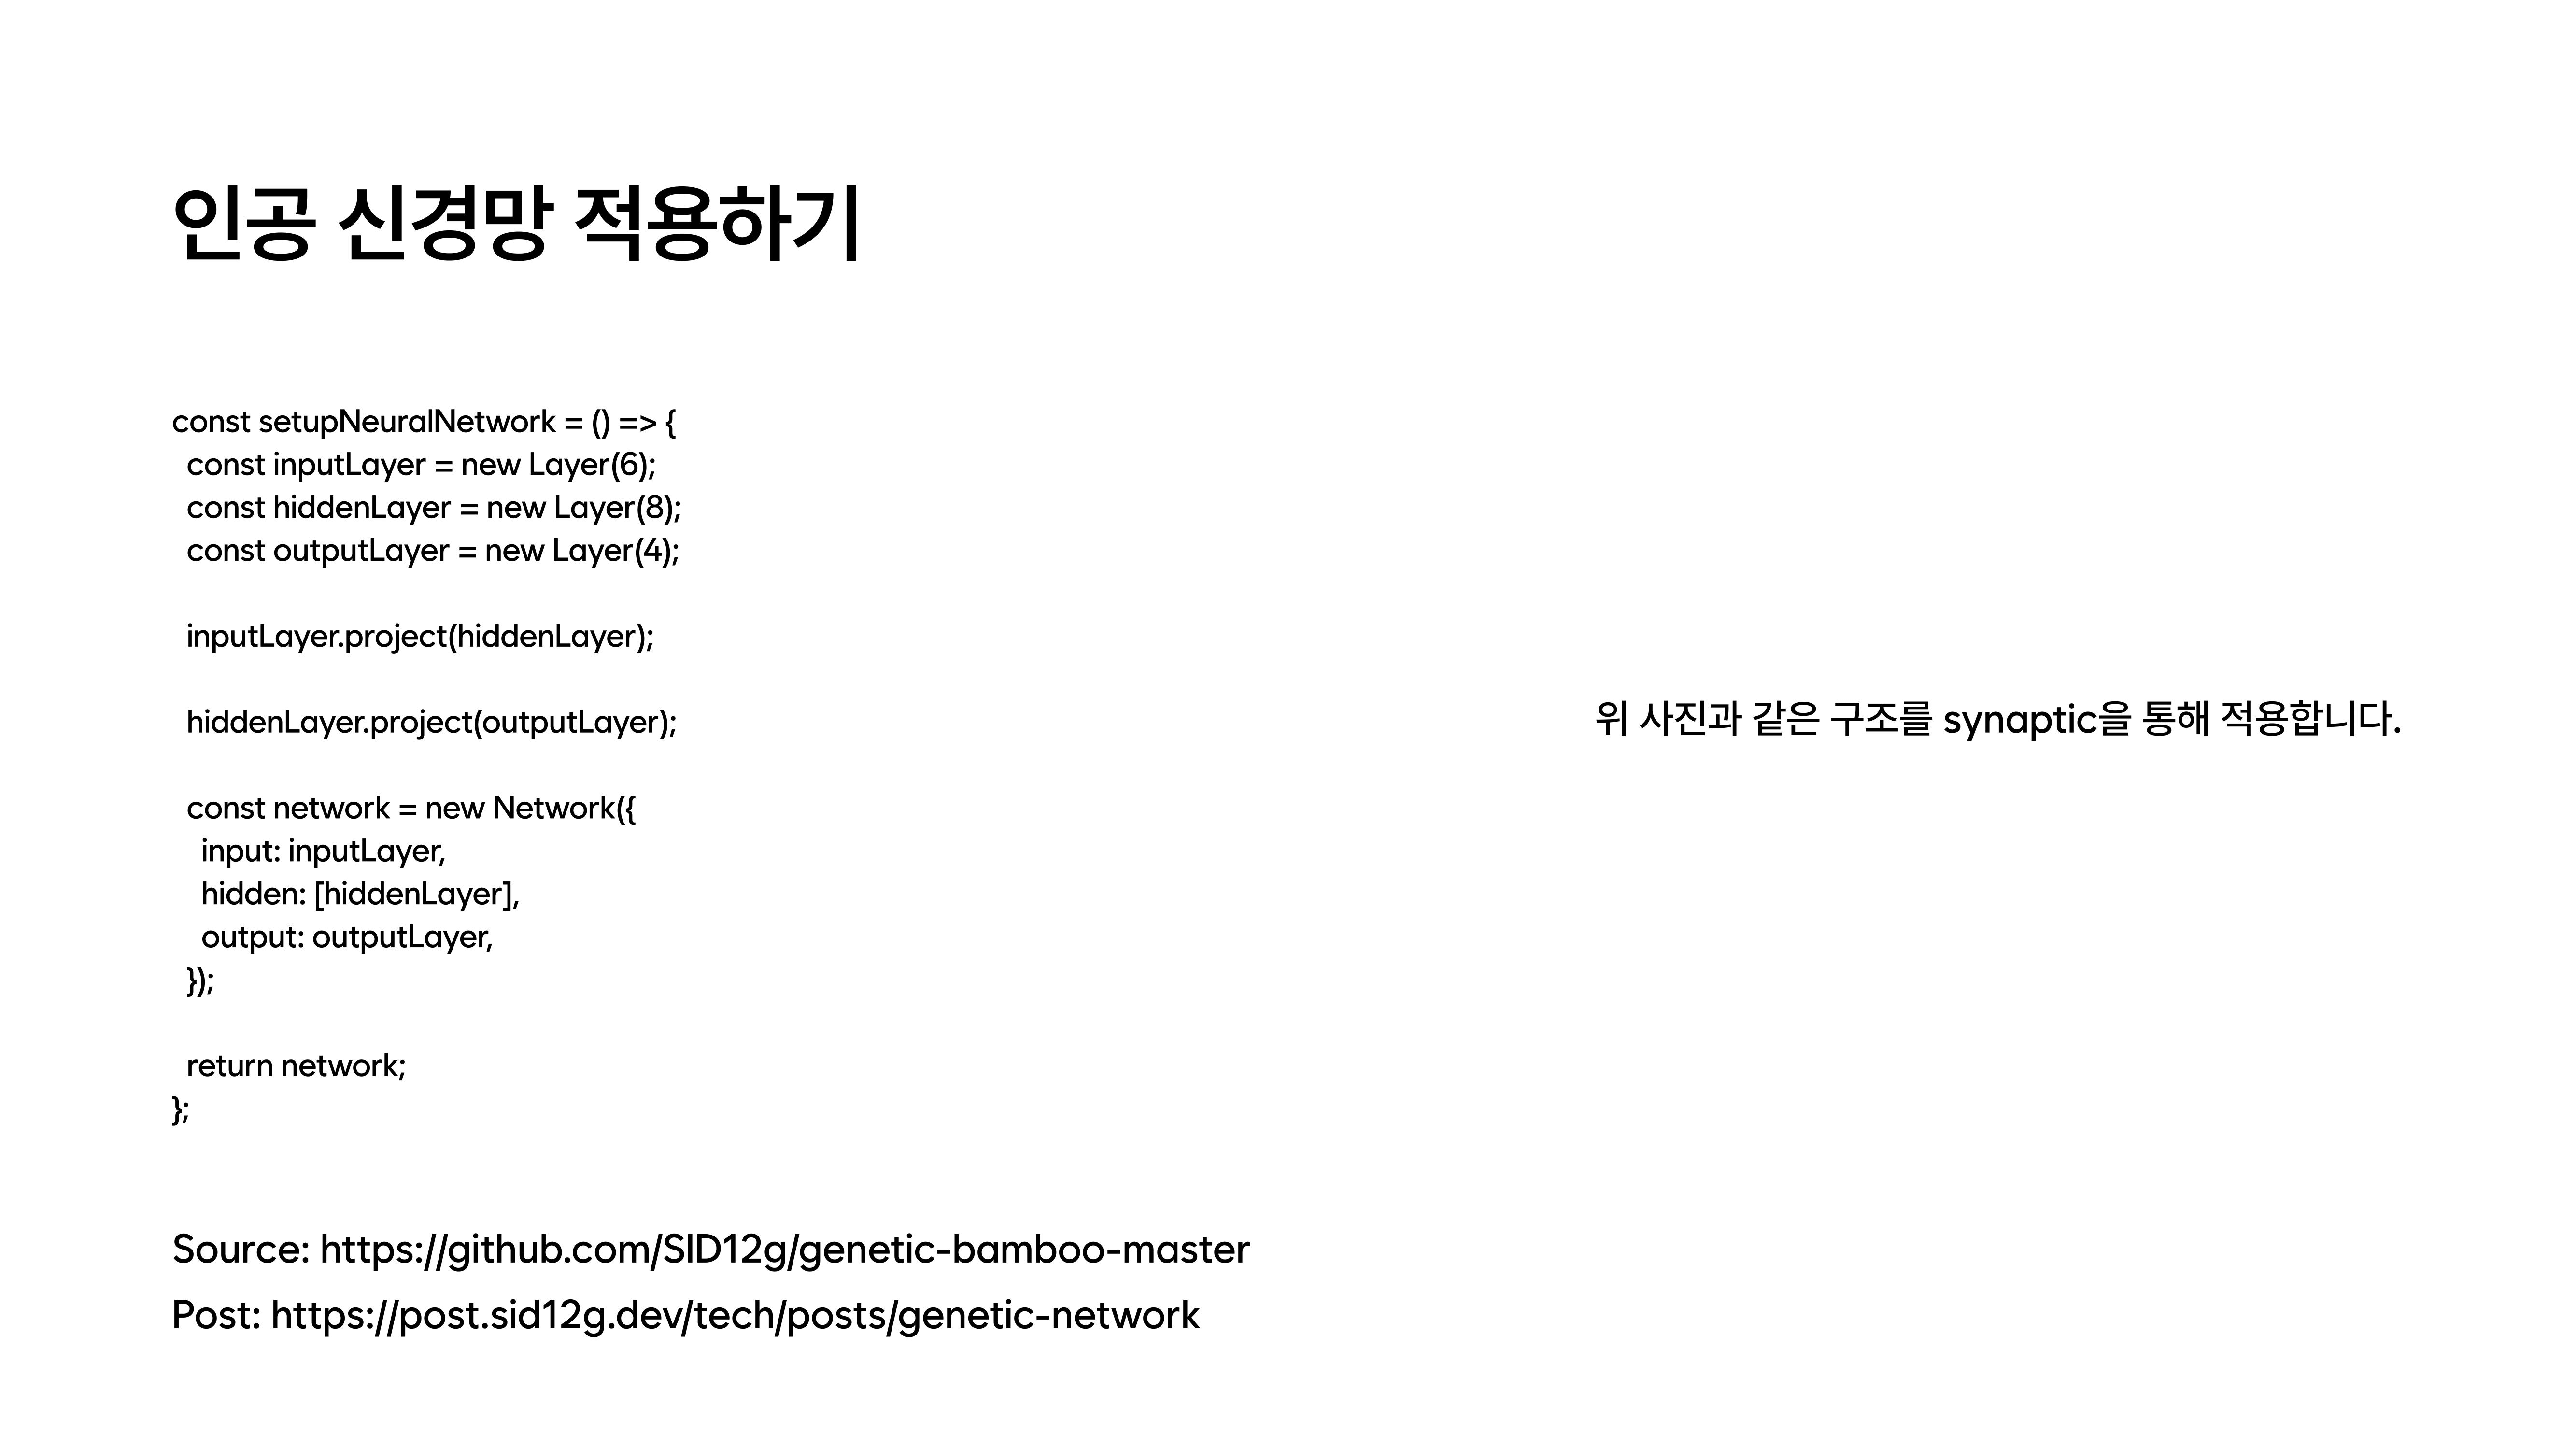 인공 신경망 적용하기
const setupNeuralNetwork = () => {
  const inputLayer = new Layer(6);
  const hiddenLayer = new Layer(8);
  const outputLayer = new Layer(4);
  inputLayer.project(hiddenLayer);
  hiddenLayer.project(outputLayer);
  const network = new Network({
    input: inputLayer,
    hidden: [hiddenLayer],
    output: outputLayer,
  });
  return network;
};
위 사진과 같은 구조를 synaptic을 통해 적용합니다.
Source: https://github.com/SID12g/genetic-bamboo-master
Post: https://post.sid12g.dev/tech/posts/genetic-network